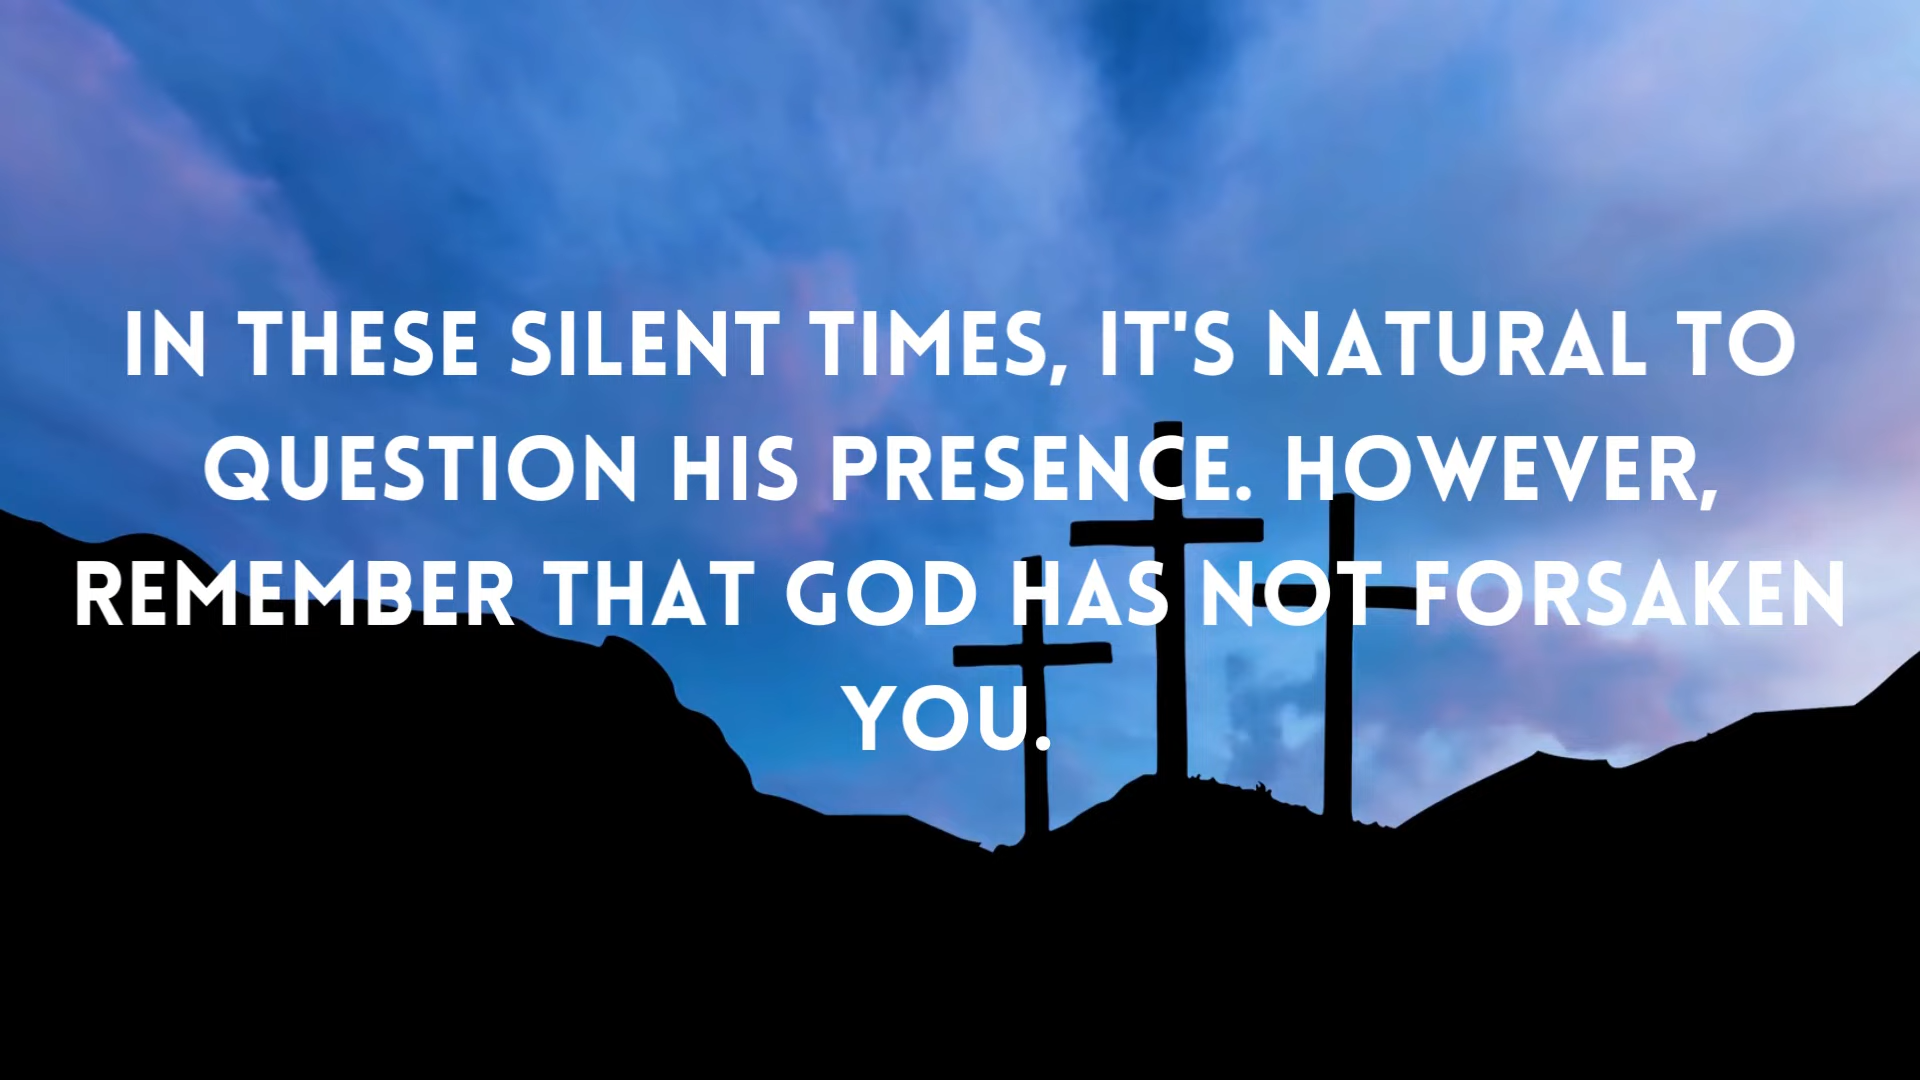 IN THESE SILENT TIMES, IT'S NATURAL TO
QUESTION HIS PRESENCE. HOWEVER,
REMEMBER THAT GOD HAS NOT FORSAKEN
YOU.